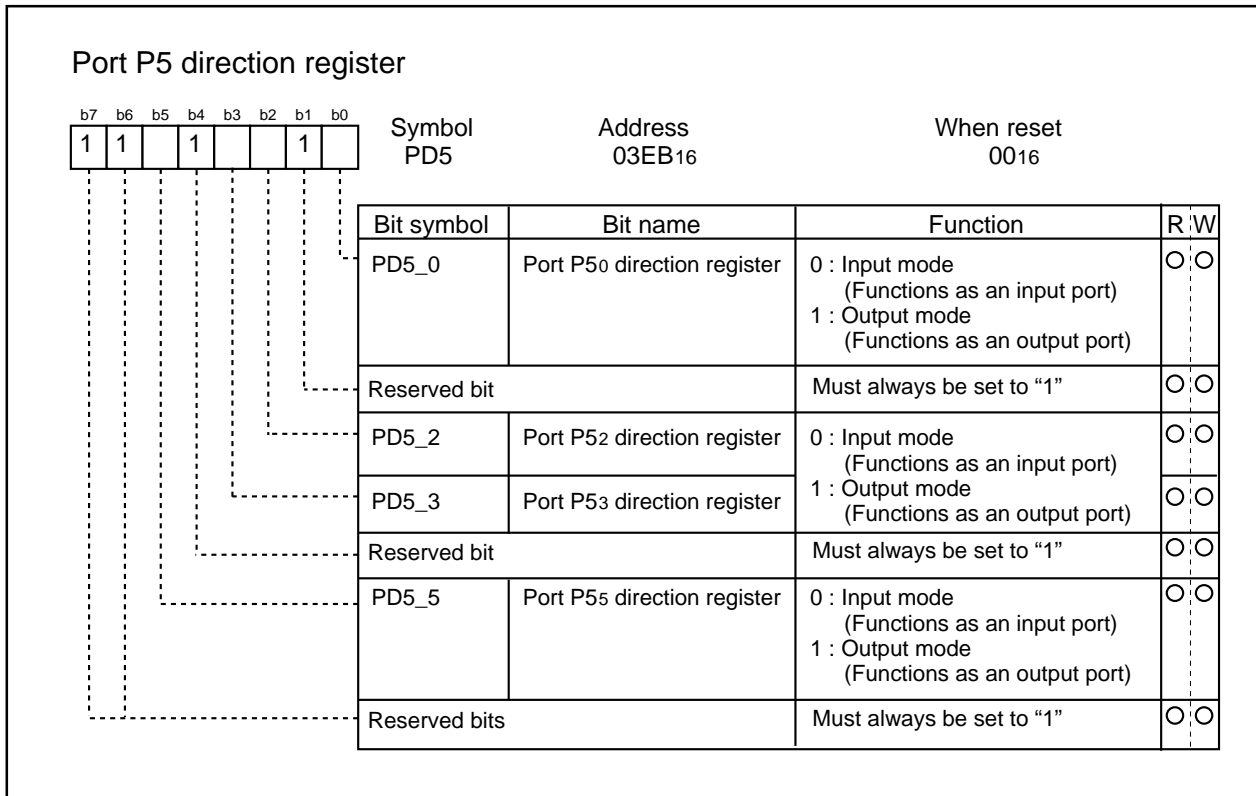 Port P5 direction register
b7 b6 b5 b4 b3 b2 b1 b0
1 1 1 1
Symbol Address When reset
PD5 03EB16 0016
Bit symbol Bit name Function R W
PD5_0 Port P50 direction register 0 : Input mode
(Functions as an input port)
1 : Output mode
(Functions as an output port)
Reserved bit Must always be set to “1”
PD5_2 Port P52 direction register 0 : Input mode
(Functions as an input port)
PD5_3 Port P53 direction register 1 : Output mode
(Functions as an output port)
Reserved bit Must always be set to “1”
PD5_5 Port P55 direction register 0 : Input mode
(Functions as an input port)
1 : Output mode
(Functions as an output port)
Reserved bits Must always be set to “1”